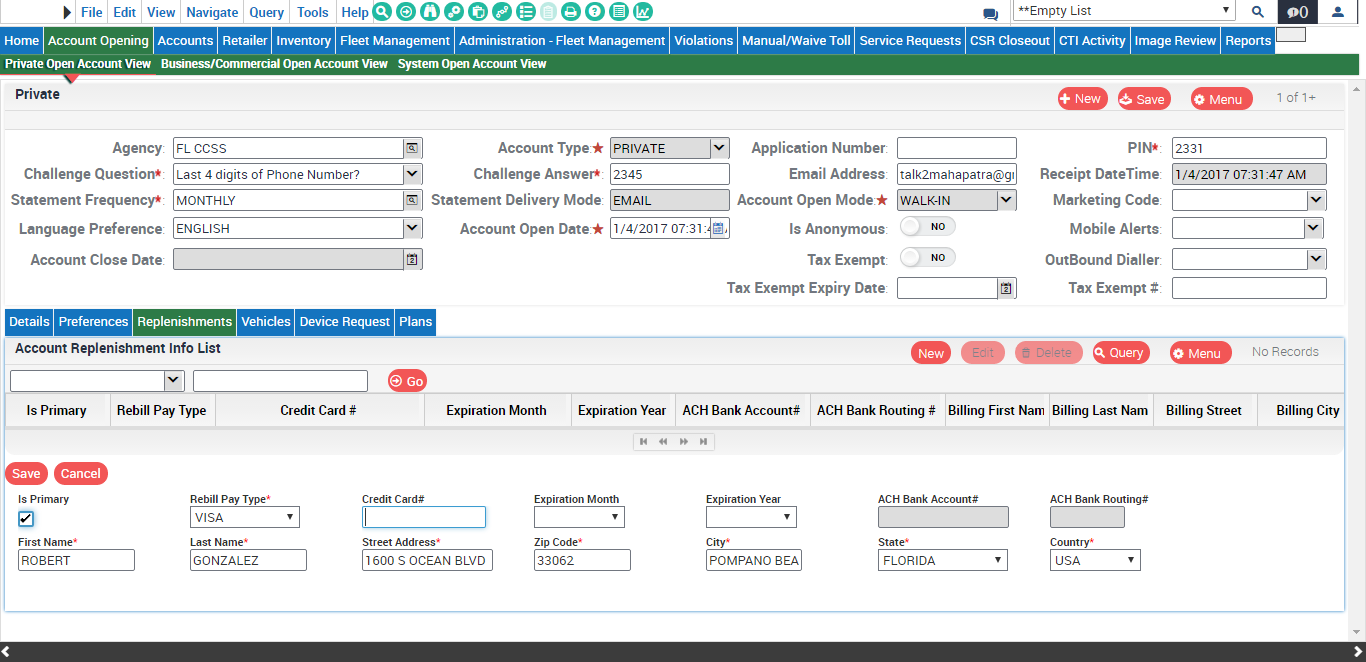 File Edit View Navigate Query Tools Help **Empty List 0
Home Account Opening Accounts Retailer Inventory Fleet Management Administration - Fleet Management Violations Manual/Waive Toll Service Requests CSR Closeout CTI Activity Image Review Reports
Private Open Account View Business/Commercial Open Account View System Open Account View
Private New Save Menu 1 of 1+
Agency: FL CCSS Account Type:★ PRIVATE Application Number: PIN*: 2331
Challenge Question*: Last 4 digits of Phone Number? Challenge Answer*: 2345 Email Address: talk2mahapatra@g Receipt DateTime: 1/4/2017 07:31:47 AM
Statement Frequency*: MONTHLY Statement Delivery Mode: EMAIL Account Open Mode:★ WALK-IN Marketing Code:
Language Preference: ENGLISH Account Open Date:★ 1/4/2017 07:31:4 Is Anonymous: NO Mobile Alerts:
Account Close Date: Tax Exempt: NO OutBound Dialler:
Tax Exempt Expiry Date: Tax Exempt #:
Details Preferences Replenishments Vehicles Device Request Plans
Account Replenishment Info List New Edit Delete Query Menu No Records
Go
Is Primary Rebill Pay Type Credit Card # Expiration Month Expiration Year ACH Bank Account# ACH Bank Routing # Billing First Nam Billing Last Nam Billing Street Billing City
Save Cancel
Is Primary Rebill Pay Type* Credit Card# Expiration Month Expiration Year ACH Bank Account# ACH Bank Routing#
VISA
First Name* Last Name* Street Address* Zip Code* City* State* Country*
ROBERT GONZALEZ 1600 S OCEAN BLVD 33062 POMPANO BEA FLORIDA USA